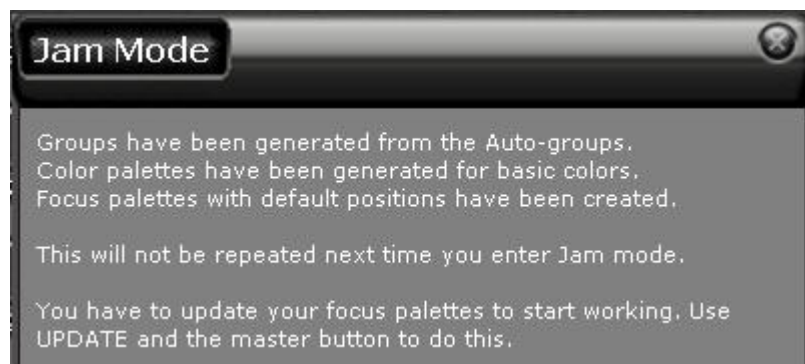 Jam Mode
Groups have been generated from the Auto-groups.
Color palettes have been generated for basic colors.
Focus palettes with default positions have been created.
This will not be repeated next time you enter Jam mode.
You have to update your focus palettes to start working. Use
UPDATE and the master button to do this.